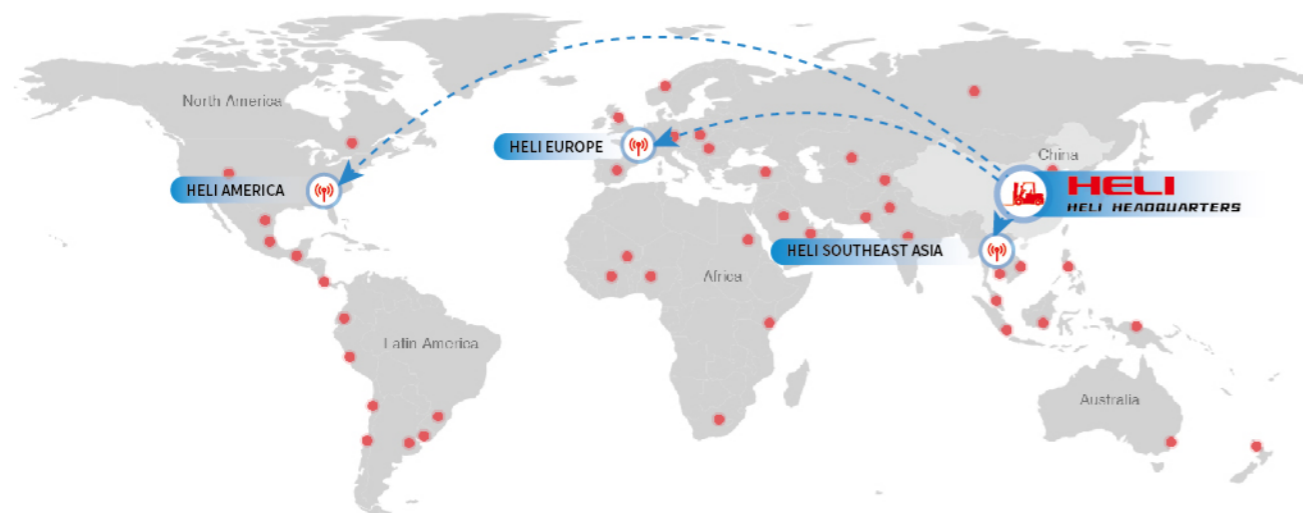 North America
China
HELI EUROPE
HELI AMERICA
HELI
HELI HEADQUARTERS
HELI SOUTHEAST ASIA
Africa
Latin America
Australia